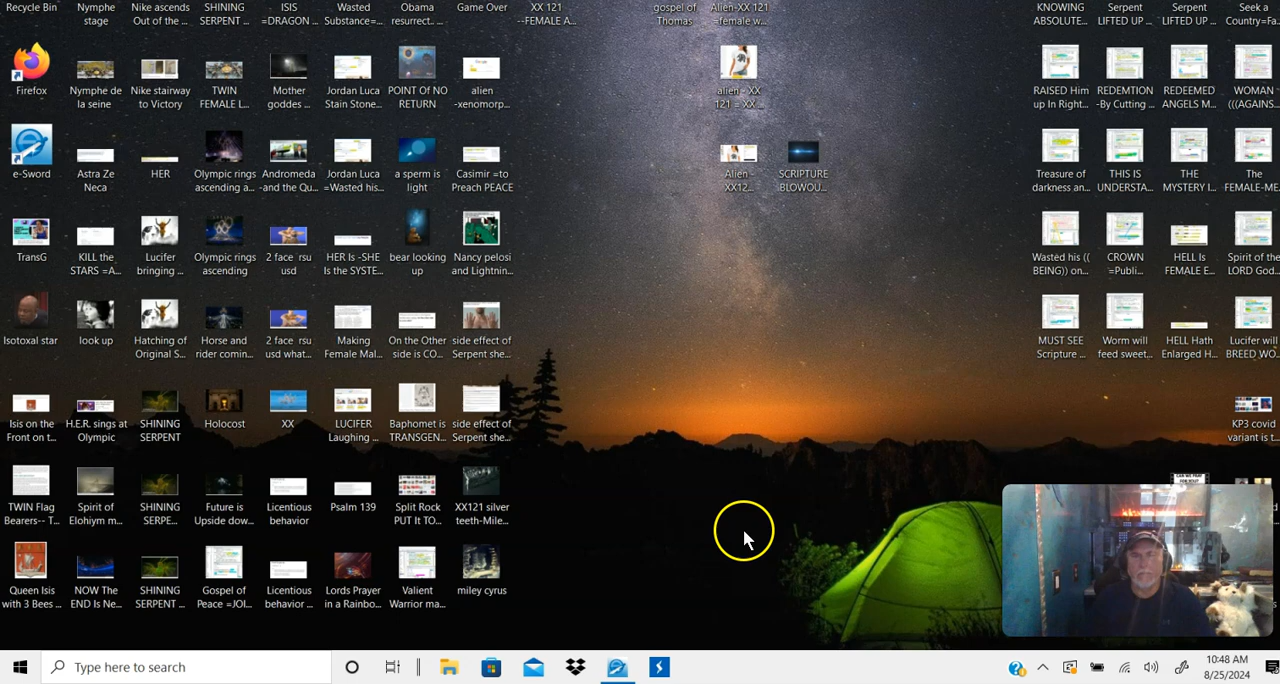 Recycle Bin
Nymphe stage
Nike ascends Out of the ...
SHINING SERPENT ...
ISIS =DRAGON ...
Wasted Substance=...
Obama resurrect. ...
Game Over
XX 121 --FEMALE A...
gospel of Thomas
Alien-XX 121 =female w...
KNOWING ABSOLUTE...
Serpent LIFTED UP ...
Serpent LIFTED UP ...
Seek a Country=Fa...
Firefox
Nymphe de la seine
Nike stairway to Victory
TWIN FEMALE L...
Mother goddes ...
Jordan Luca Stain Stone...
POINT Of NO RETURN
alien -xenomorp...
alien - XX 121 = XX ...
RAISED Him up In Right...
REDEMTION -By Cutting ...
REDEEMED ANGELS M...
WOMAN (((AGAINS...
e-Sword
Astra Ze Neca
HER
Olympic rings ascending a...
Andromeda -and the Qu...
Jordan Luca =Wasted his...
a sperm is light
Casimir =to Preach PEACE
Alien - XX12...
SCRIPTURE BLOWOU...
Treasure of darkness an...
THIS IS UNDERSTA...
THE MYSTERY I...
The FEMALE-ME...
TransG
KILL the STARS =A...
Lucifer bringing ...
Olympic rings ascending
2 face rsu usd
HER Is -SHE Is the SYSTE...
bear looking up
Nancy pelosi and Lightnin...
Wasted his (( BEING)) on...
CROWN =Publi...
HELL Is FEMALE E...
Spirit of the LORD God...
Isotoxal star
look up
Hatching of Original S...
Horse and rider comin...
2 face rsu usd what...
Making Female Mal...
On the Other side is CO...
side effect of Serpent she...
MUST SEE Scripture ...
Worm will feed sweet...
HELL Hath Enlarged H...
Lucifer will BREED WO...
Isis on the Front on t...
H.E.R. sings at Olympic
SHINING SERPENT
Holocost
XX
LUCIFER Laughing ...
Baphomet is TRANSGEN...
side effect of Serpent she...
KP3 covid variant is t...
TWIN Flag Bearers-- T...
Spirit of Elohiym m...
SHINING SERPE...
Future is Upside dow...
Licentious behavior
Psalm 139
Split Rock PUT It TO...
XX121 silver teeth-Mile...
Queen Isis with 3 Bees ...
NOW The END Is Ne...
SHINING SERPENT ...
Gospel of Peace =JOI...
Licentious behavior ...
Lords Prayer in a Rainbo...
Valient Warrior ma...
miley cyrus
Type here to search
10:48 AM
8/25/2024